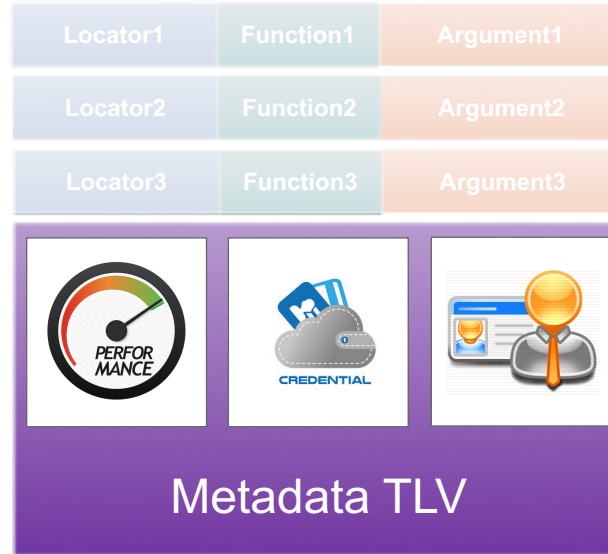 Locator1 Function1 Argument1
Locator2 Function2 Argument2
Locator3 Function3 Argument3
PERFOR
MANCE
CREDENTIAL
Metadata TLV